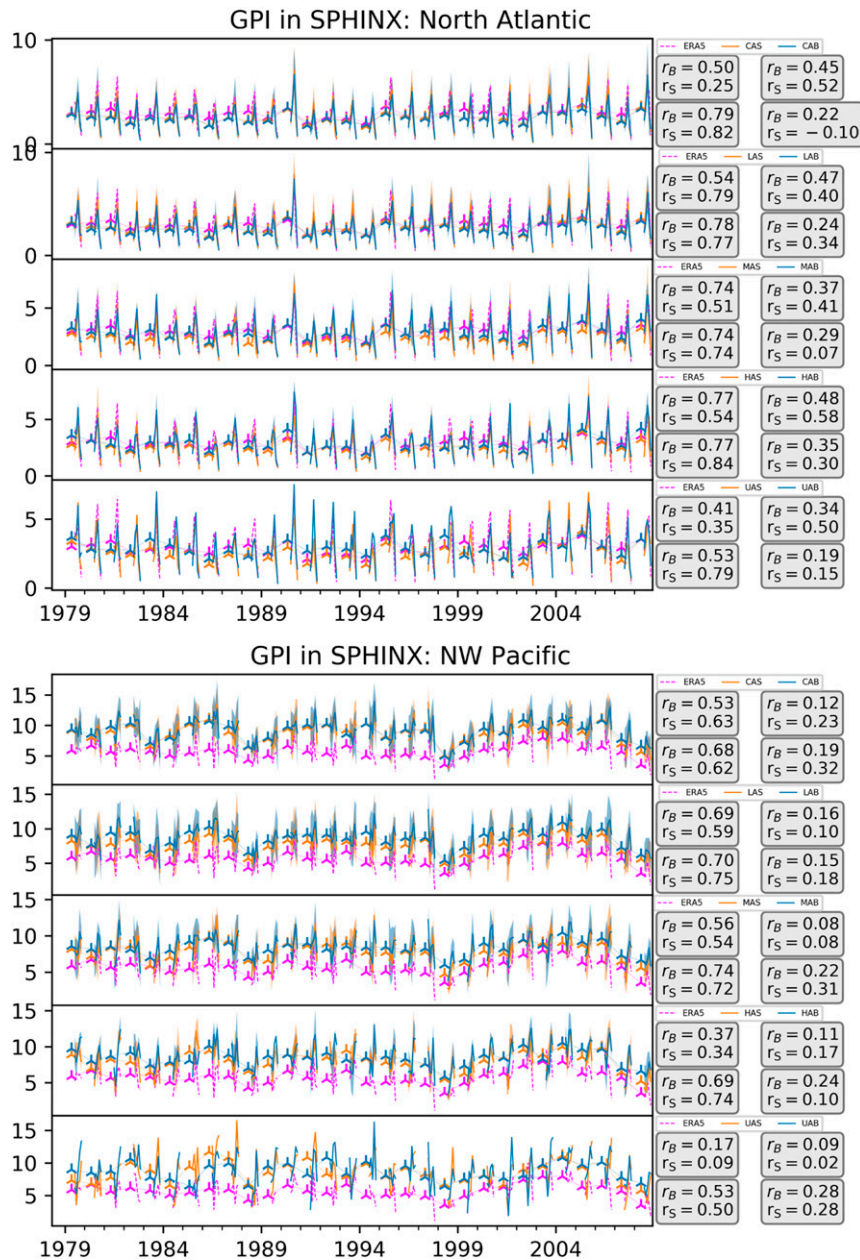 GPI in SPHINX: North Atlantic
10
0
ERA5 CAS CAB
r_B = 0.50 r_B = 0.45
r_S = 0.25 r_S = 0.52
r_B = 0.79 r_B = 0.22
r_S = 0.82 r_S = −0.10
10
0
ERA5 LAS LAB
r_B = 0.54 r_B = 0.47
r_S = 0.79 r_S = 0.40
r_B = 0.78 r_B = 0.24
r_S = 0.77 r_S = 0.34
5
0
ERA5 MAS MAB
r_B = 0.74 r_B = 0.37
r_S = 0.51 r_S = 0.41
r_B = 0.74 r_B = 0.29
r_S = 0.74 r_S = 0.07
5
0
ERA5 HAS HAB
r_B = 0.77 r_B = 0.48
r_S = 0.54 r_S = 0.58
r_B = 0.77 r_B = 0.35
r_S = 0.84 r_S = 0.30
5
0
ERA5 UAS UAB
r_B = 0.41 r_B = 0.34
r_S = 0.35 r_S = 0.50
r_B = 0.53 r_B = 0.19
r_S = 0.79 r_S = 0.15
1979 1984 1989 1994 1999 2004
GPI in SPHINX: NW Pacific
15
10
5
ERA5 CAS CAB
r_B = 0.53 r_B = 0.12
r_S = 0.63 r_S = 0.23
r_B = 0.68 r_B = 0.19
r_S = 0.62 r_S = 0.32
15
10
5
ERA5 LAS LAB
r_B = 0.69 r_B = 0.16
r_S = 0.59 r_S = 0.10
r_B = 0.70 r_B = 0.15
r_S = 0.75 r_S = 0.18
15
10
5
ERA5 MAS MAB
r_B = 0.56 r_B = 0.08
r_S = 0.54 r_S = 0.08
r_B = 0.74 r_B = 0.22
r_S = 0.72 r_S = 0.31
15
10
5
ERA5 HAS HAB
r_B = 0.37 r_B = 0.11
r_S = 0.34 r_S = 0.17
r_B = 0.69 r_B = 0.24
r_S = 0.74 r_S = 0.10
15
10
5
ERA5 UAS UAB
r_B = 0.17 r_B = 0.09
r_S = 0.09 r_S = 0.02
r_B = 0.53 r_B = 0.28
r_S = 0.50 r_S = 0.28
1979 1984 1989 1994 1999 2004